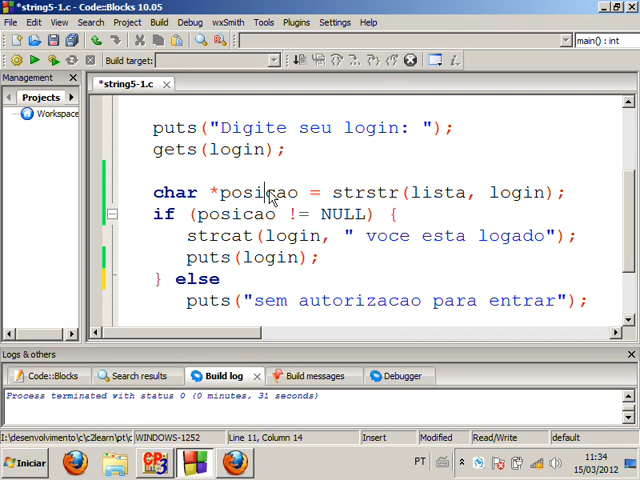 *string5-1.c - Code::Blocks 10.05
File Edit View Search Project Build Debug wxSmith Tools Plugins Settings Help
main() : int
Build target:
Management
Projects
Workspace
*string5-1.c
puts("Digite seu login: ");
gets(login);
char *posicao = strstr(lista, login);
if (posicao != NULL) {
strcat(login, " voce esta logado");
puts(login);
} else
puts("sem autorizacao para entrar");
Logs & others
Code::Blocks Search results Build log Build messages Debugger
Process terminated with status 0 (0 minutes, 31 seconds)
I:\desenvolvimento\c\c2learn\pt\c WINDOWS-1252 Line 11, Column 14 Insert Modified Read/Write default
Iniciar PT 11:34
15/03/2012